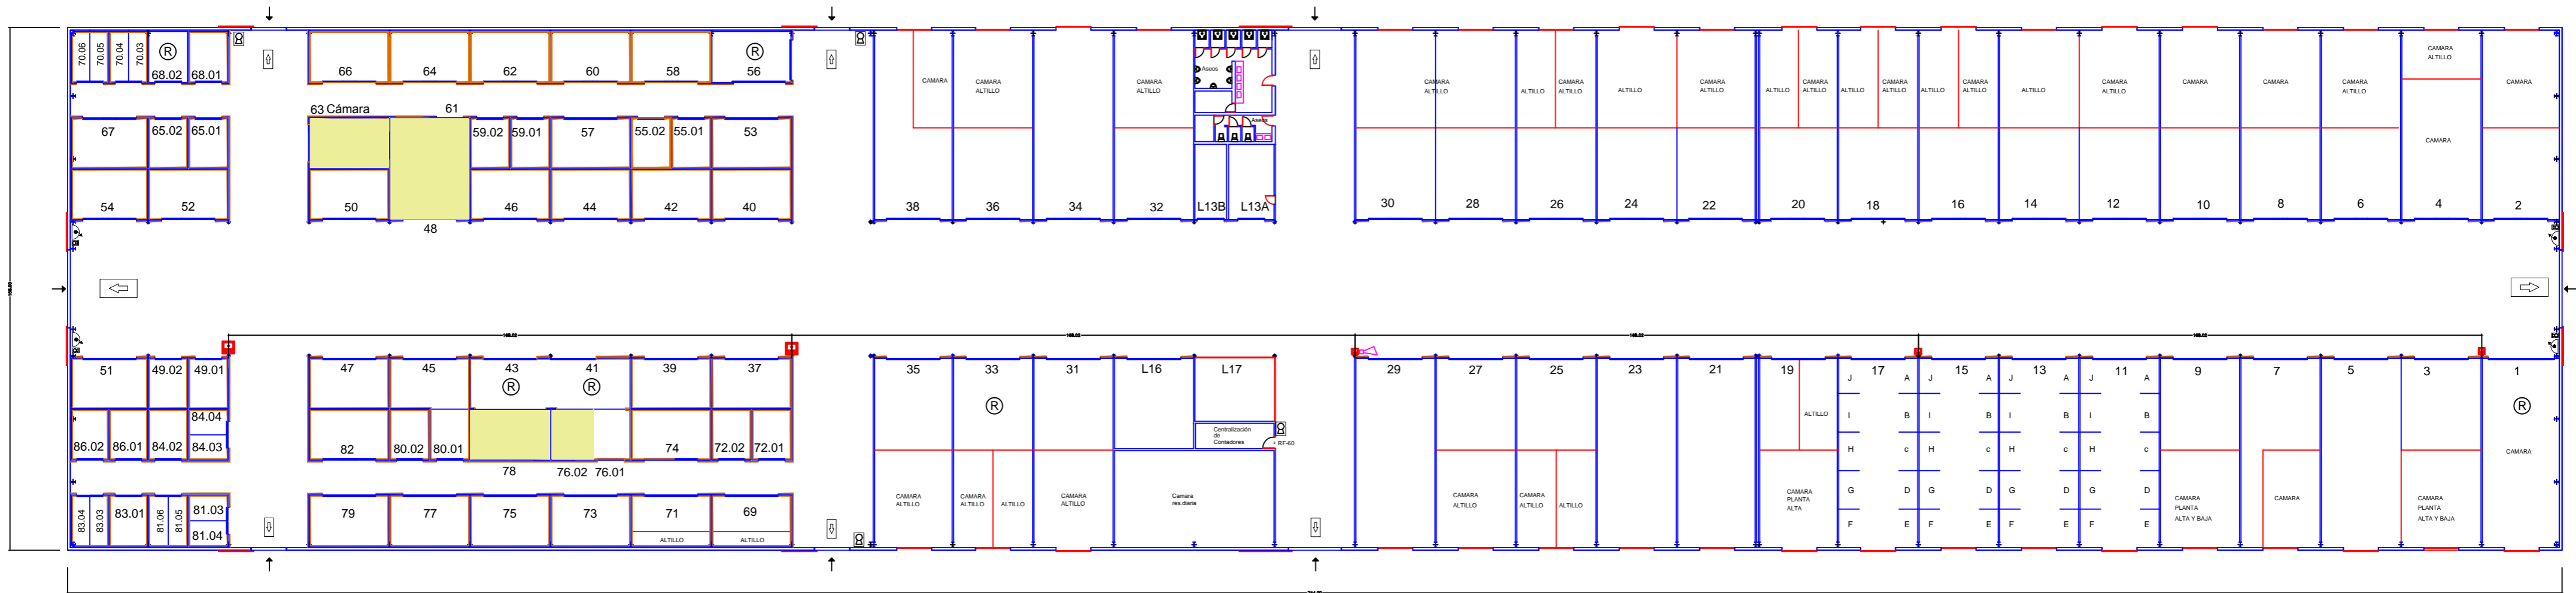 70.06 70.05 70.04 70.03 R 68.02 68.01
66 64 62 60 58 R 56
67 65.02 65.01
63 Cámara 61 59.02 59.01 57 55.02 55.01 53
54 52
50 48 46 44 42 40
CAMARA
CAMARA
ALTILLO
CAMARA
ALTILLO
Aseos
Aseos
38 36 34 32 L13B L13A
CAMARA
ALTILLO
ALTILLO
CAMARA
ALTILLO
ALTILLO
CAMARA
ALTILLO
ALTILLO
CAMARA
ALTILLO
ALTILLO
CAMARA
ALTILLO
ALTILLO
CAMARA
ALTILLO
ALTILLO
CAMARA
ALTILLO
CAMARA
CAMARA
CAMARA
ALTILLO
CAMARA
ALTILLO
CAMARA
CAMARA
30 28 26 24 22 20 18 16 14 12 10 8 6 4 2
51 49.02 49.01
47 45 43 R 41 R 39 37
86.02 86.01 84.02 84.04
84.03
82 80.02 80.01 78 76.02 76.01 74 72.02 72.01
83.04 83.03 83.01 81.06 81.05 81.03
81.04
79 77 75 73 71 69
ALTILLO ALTILLO
35 33 31 L16 L17
R
Centralización
de
Contadores
RF-60
CAMARA
ALTILLO
CAMARA
ALTILLO
ALTILLO
CAMARA
ALTILLO
Camara
res.diaria
29 27 25 23 21 19 17 15 13 11 9 7 5 3 1
CAMARA
ALTILLO
CAMARA
ALTILLO
ALTILLO
ALTILLO
CAMARA
PLANTA
ALTA
J A J A J A J A
I B I B I B I B
H c H c H c H c
G D G D G D G D
F E F E F E F E
CAMARA
PLANTA
ALTA Y BAJA
CAMARA
CAMARA
PLANTA
ALTA Y BAJA
R
CAMARA